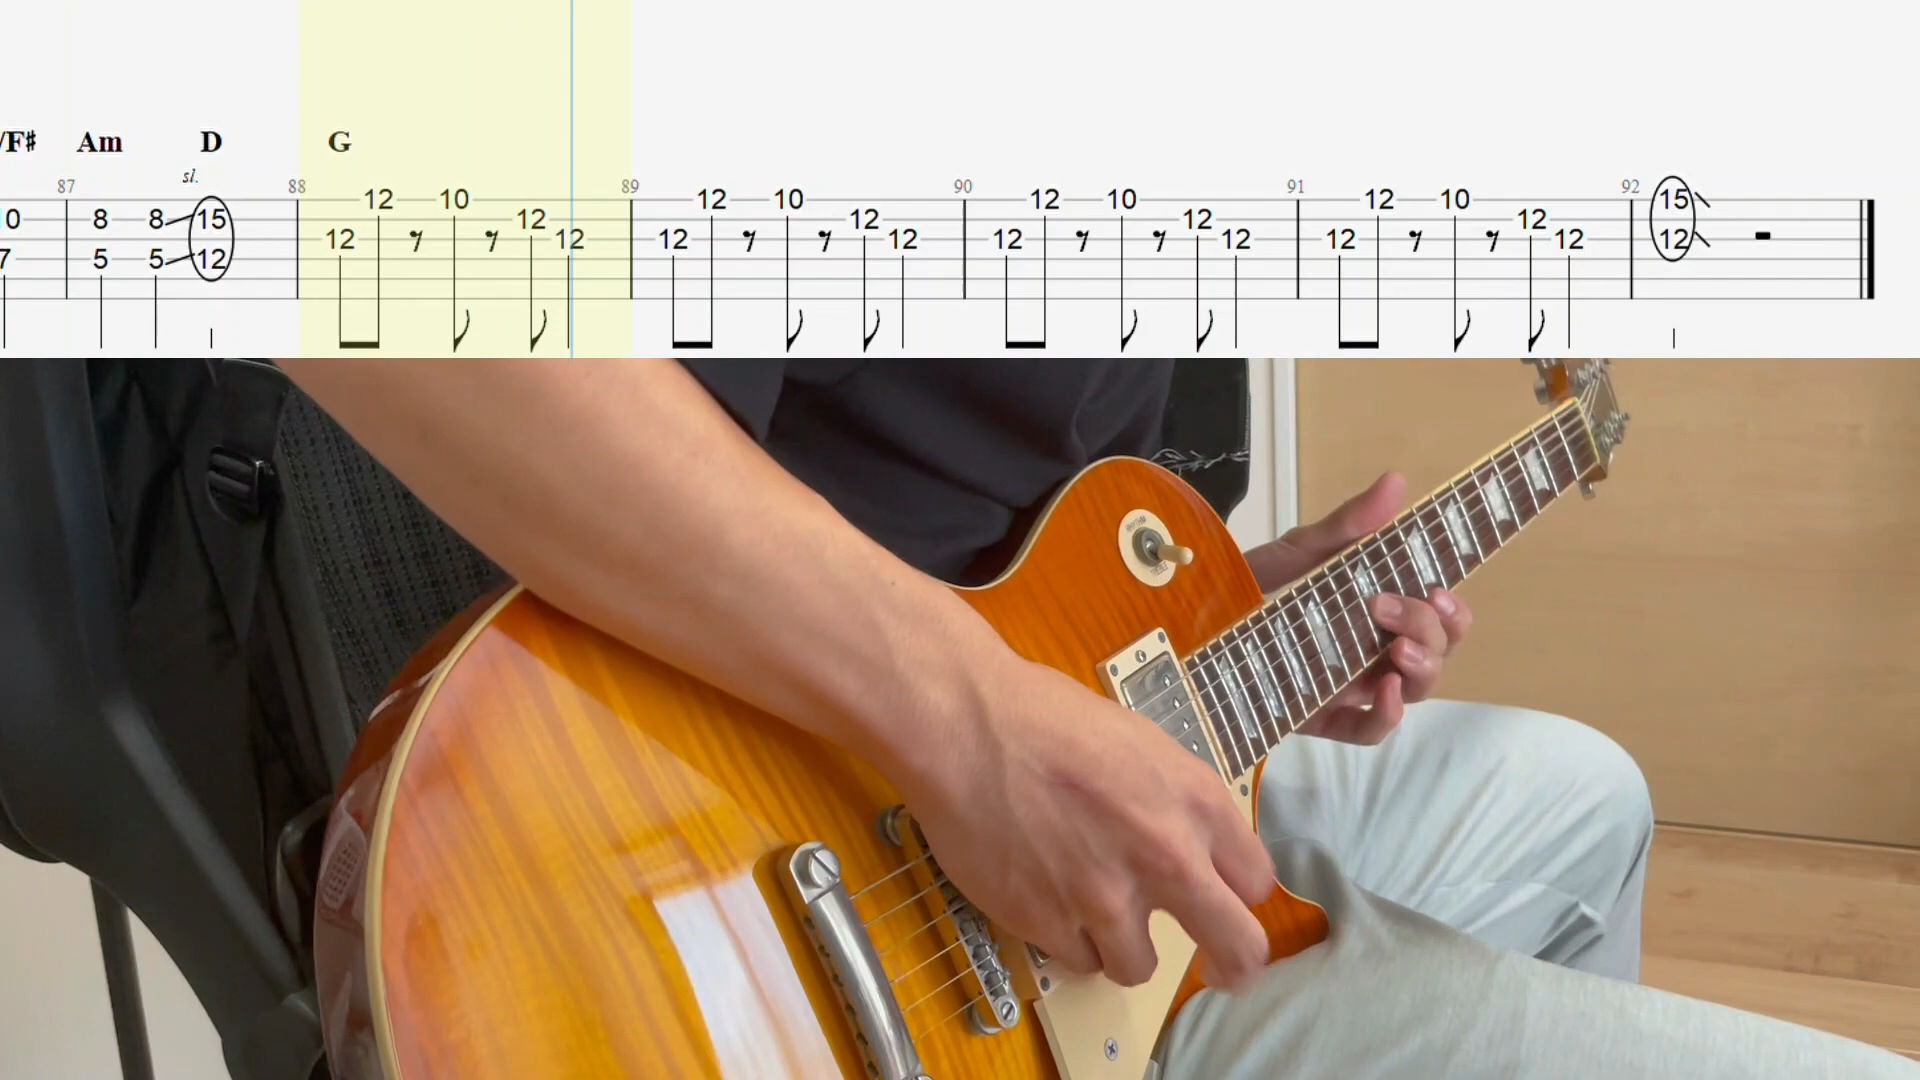 /F# Am D G
sl.
87 88 89 90 91 92
12 10 12 10 12 10 12 10 15
10 8 8 15 12 12 12 12
12 12 12 12 12 12 12 12 12
7 5 5 12